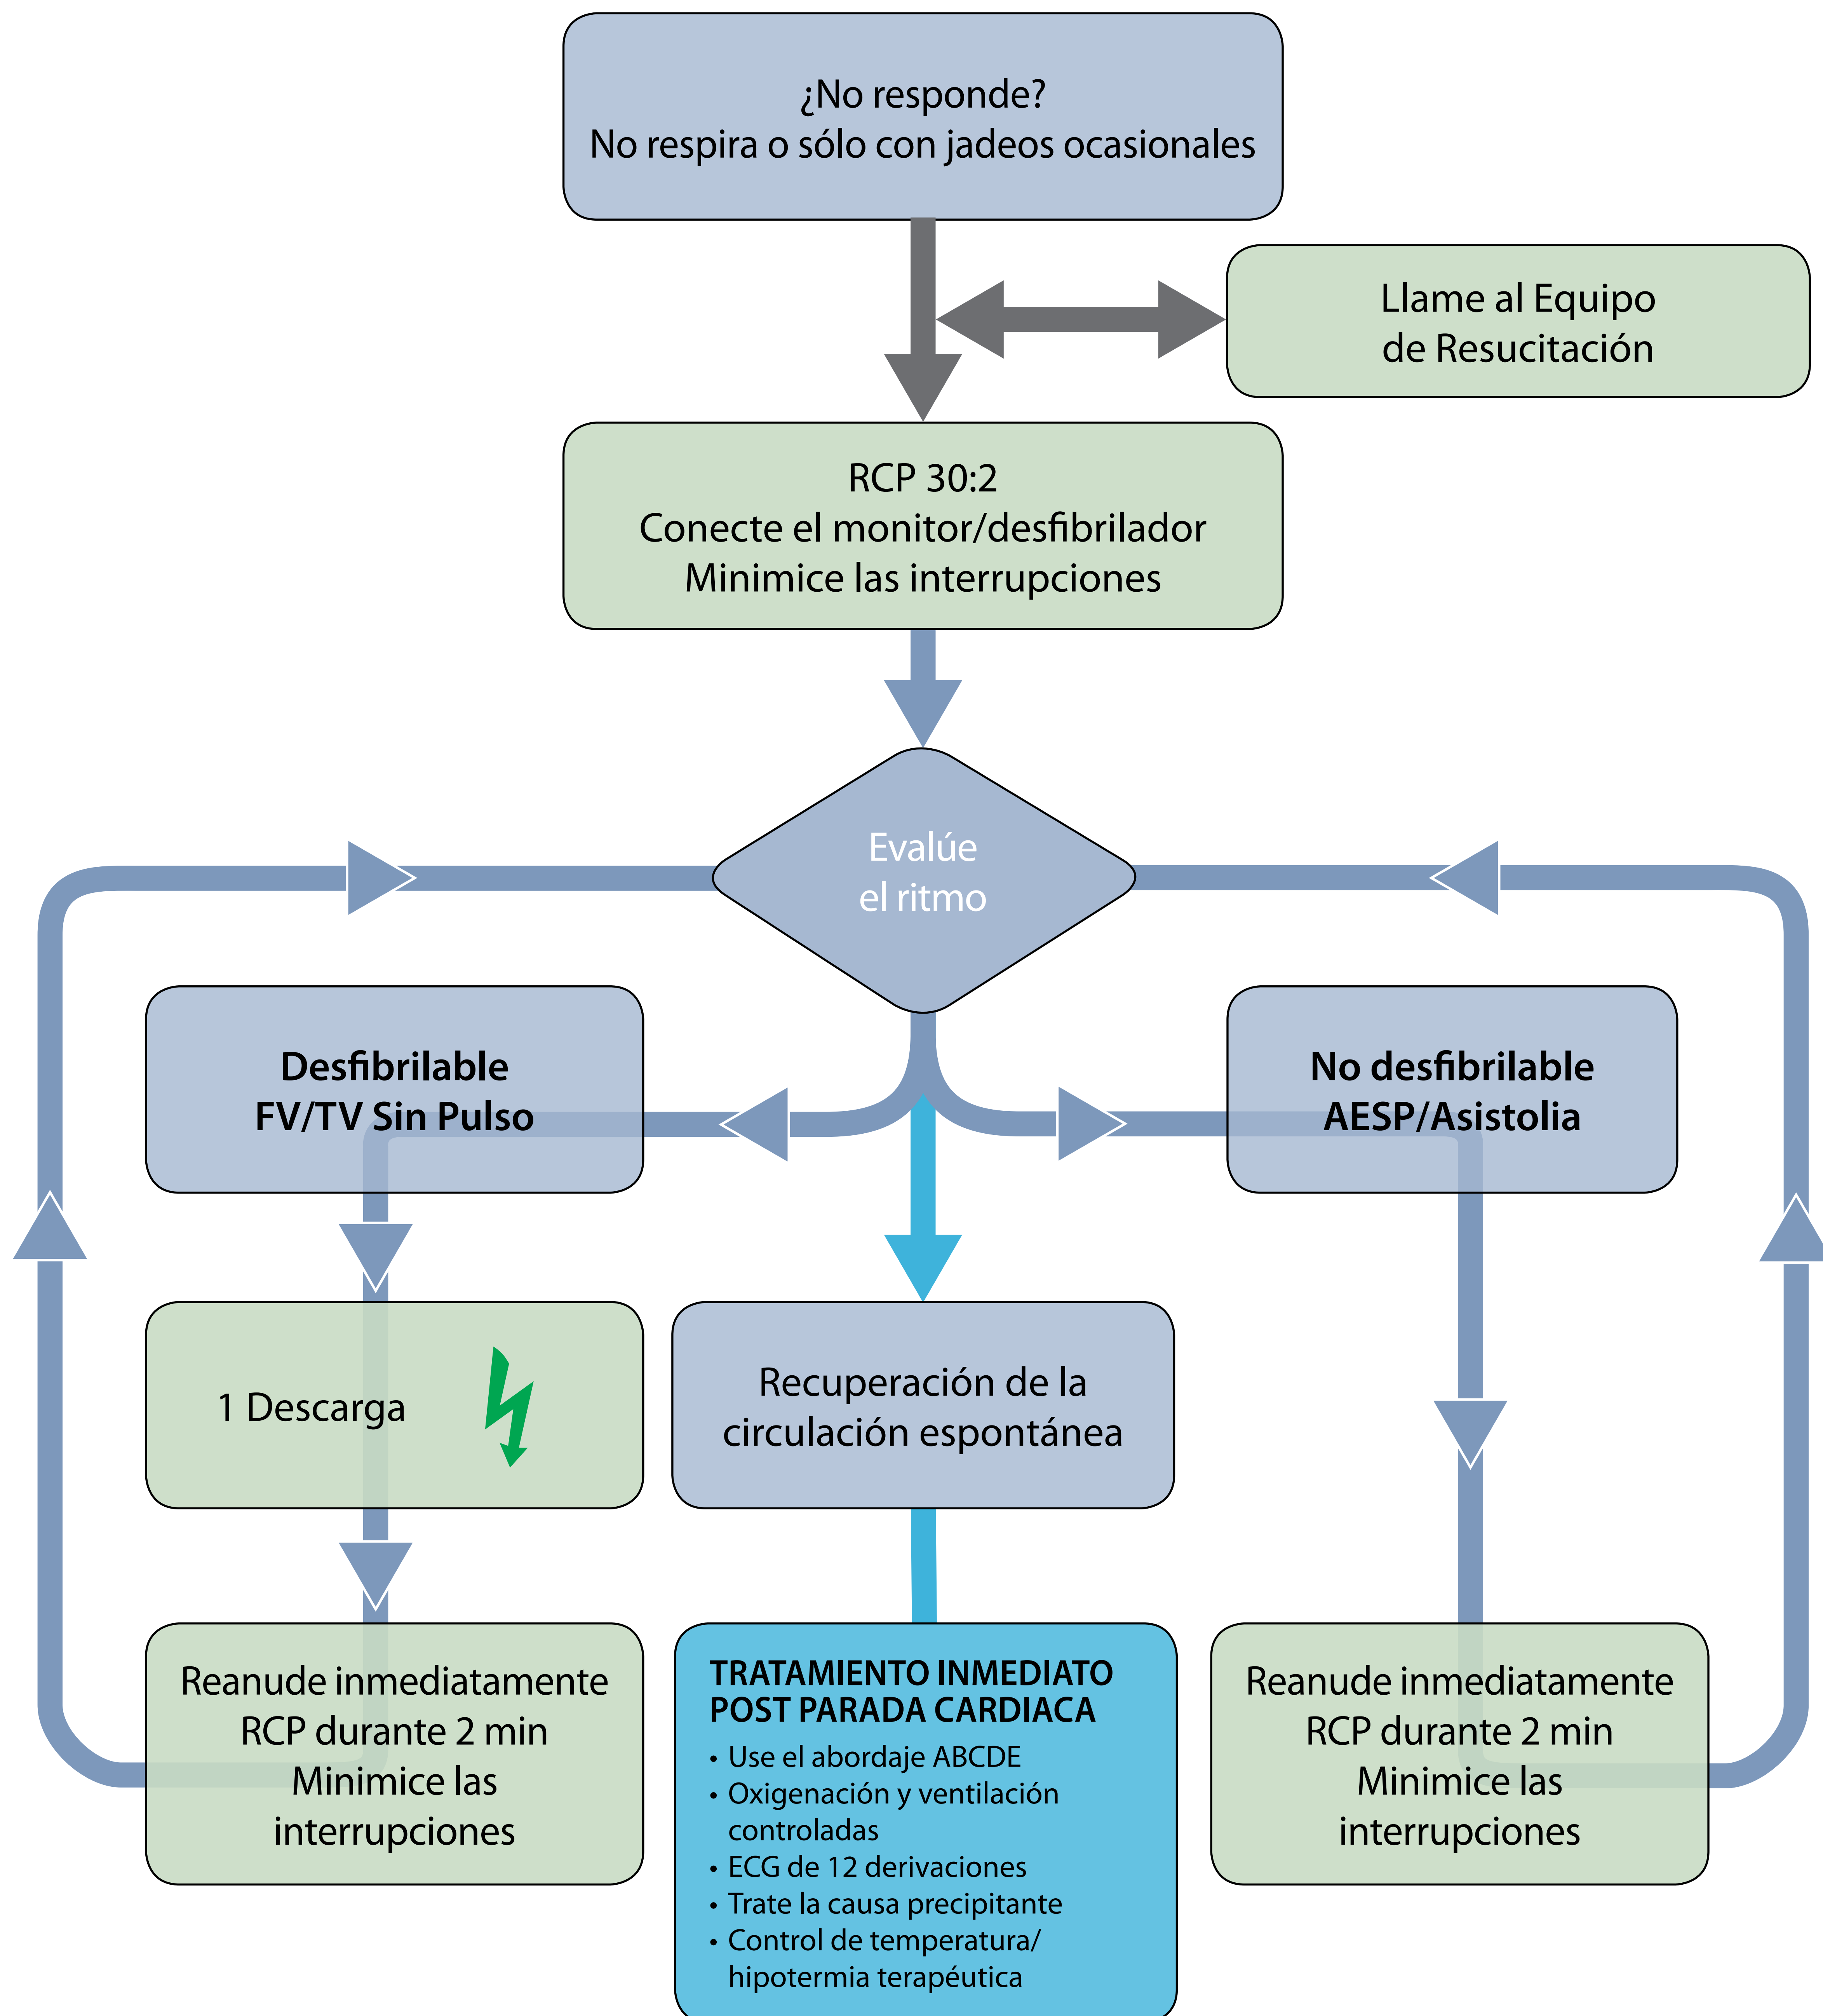 ¿No responde?
No respira o sólo con jadeos ocasionales
Llame al Equipo
de Resucitación
RCP 30:2
Conecte el monitor/desfibrilador
Minimice las interrupciones
Evalúe
el ritmo
Desfibrilable
FV/TV Sin Pulso
No desfibrilable
AESP/Asistolia
1 Descarga
Recuperación de la
circulación espontánea
Reanude inmediatamente
RCP durante 2 min
Minimice las
interrupciones
TRATAMIENTO INMEDIATO
POST PARADA CARDIACA
• Use el abordaje ABCDE
• Oxigenación y ventilación
controladas
• ECG de 12 derivaciones
• Trate la causa precipitante
• Control de temperatura/
hipotermia terapéutica
Reanude inmediatamente
RCP durante 2 min
Minimice las
interrupciones